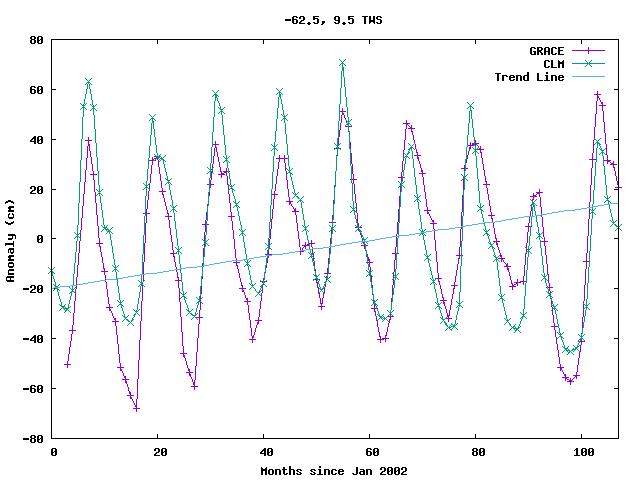 -62.5, 9.5 TWS
GRACE
CLM
Trend Line
80
60
40
20
0
-20
-40
-60
-80
Anomaly (cm)
0 20 40 60 80 100
Months since Jan 2002